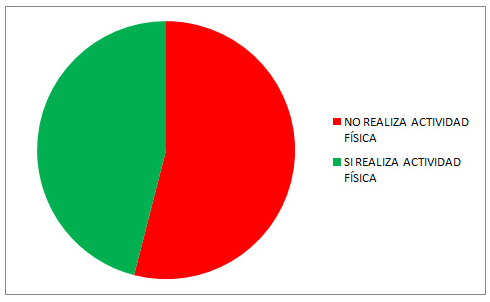 NO REALIZA ACTIVIDAD
FÍSICA
SI REALIZA ACTIVIDAD
FÍSICA